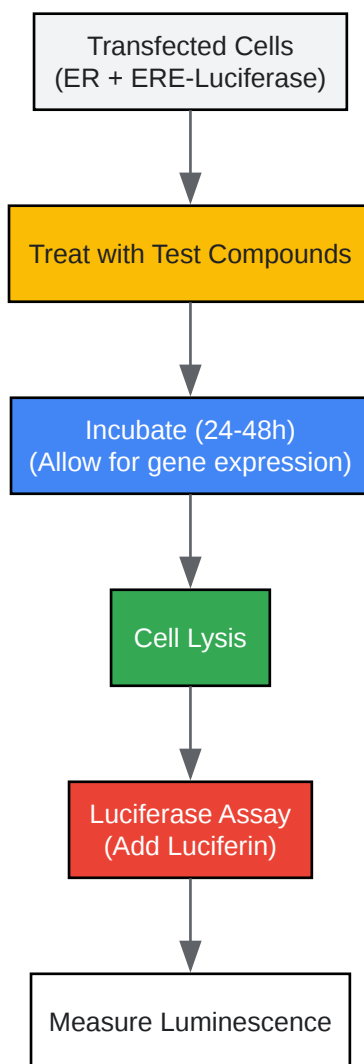 Transfected Cells
(ER + ERE-Luciferase)
Treat with Test Compounds
Incubate (24-48h)
(Allow for gene expression)
Cell Lysis
Luciferase Assay
(Add Luciferin)
Measure Luminescence